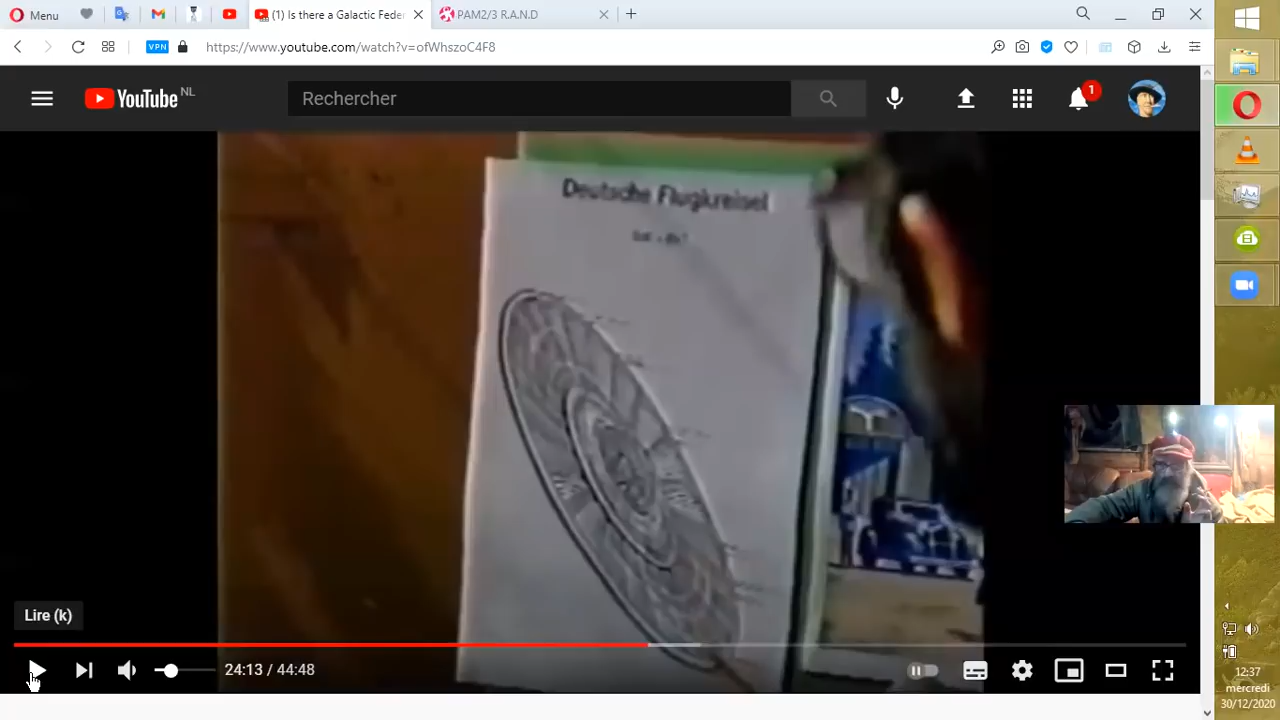 Menu
(1) Is there a Galactic Feder
PAM2/3 R.A.N.D
VPN
https://www.youtube.com/watch?v=ofWhszoC4F8
YouTube NL
Rechercher
1
Deutsche Flugkreisel
Lire (k)
24:13 / 44:48
12:37
mercredi
30/12/2020